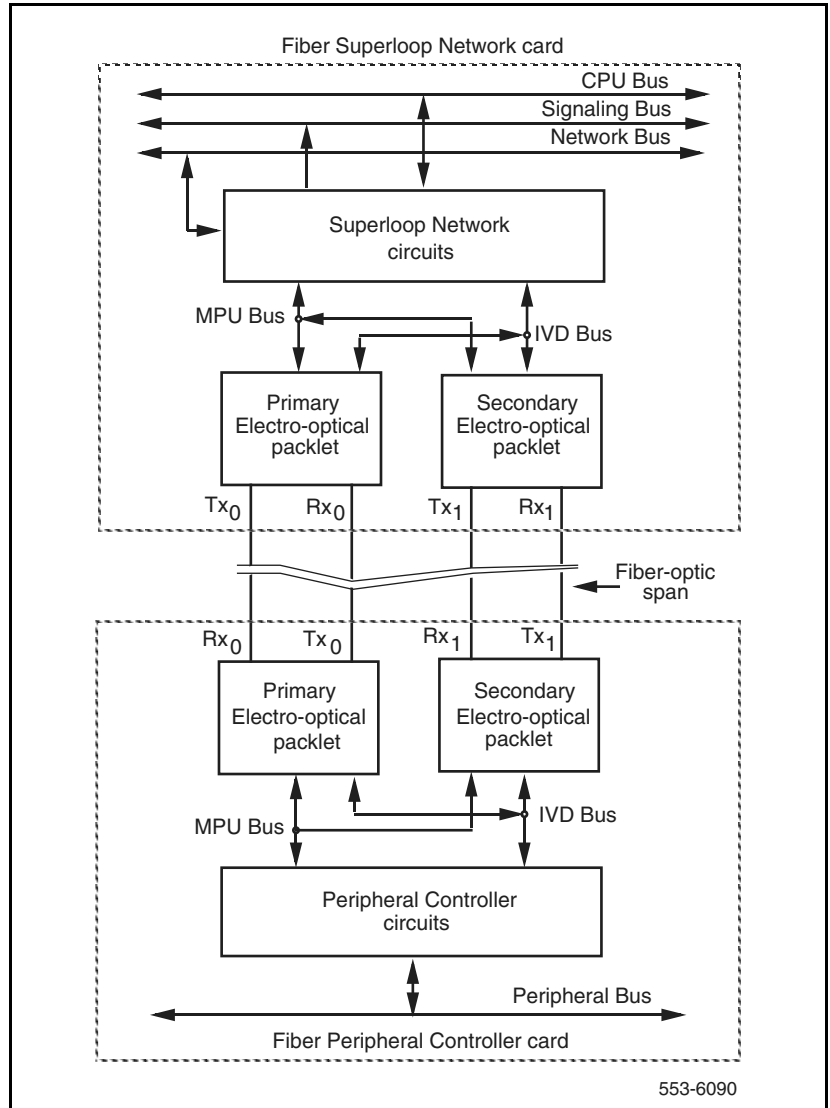 Fiber Superloop Network card
CPU Bus
Signaling Bus
Network Bus
Superloop Network
circuits
MPU Bus
IVD Bus
Primary
Electro-optical
packlet
Secondary
Electro-optical
packlet
Tx0
Rx0
Tx1
Rx1
Fiber-optic
span
Rx0
Tx0
Rx1
Tx1
Primary
Electro-optical
packlet
Secondary
Electro-optical
packlet
MPU Bus
IVD Bus
Peripheral Controller
circuits
Peripheral Bus
Fiber Peripheral Controller card
553-6090